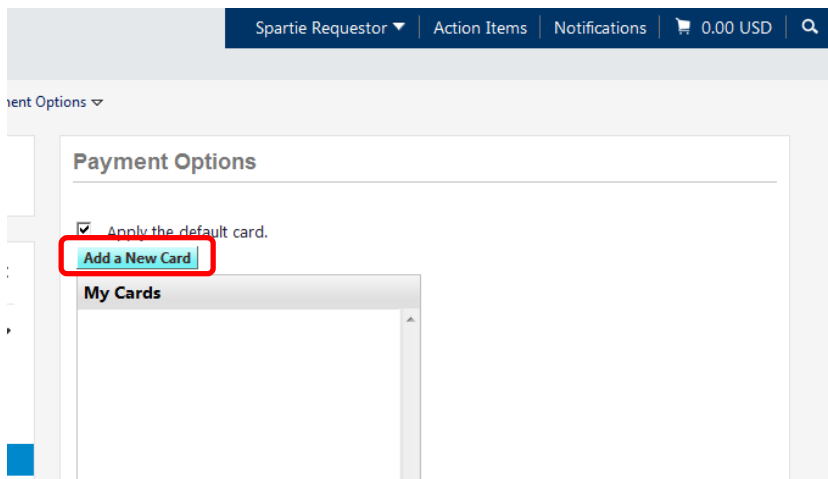 Spartie Requestor Action Items Notifications 0.00 USD
Options
Payment Options
Apply the default card.
Add a New Card
My Cards